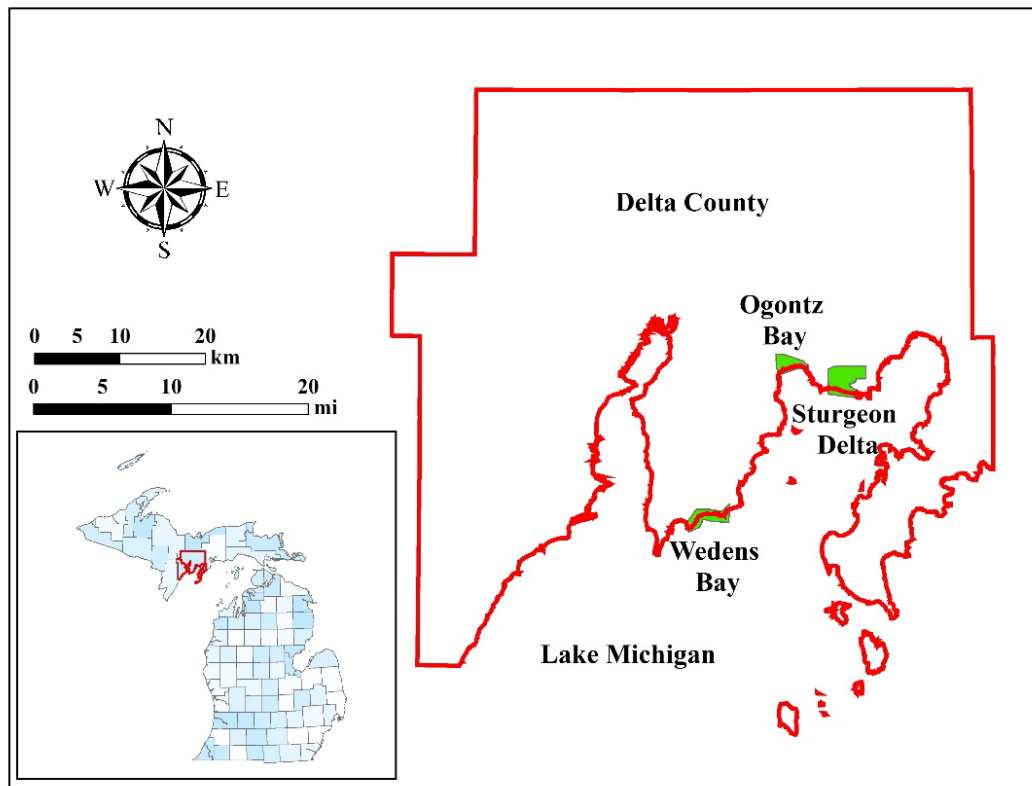 N
W E
S
Delta County
Ogontz
Bay
0 5 10 20
km
0 10 20
mi
Sturgeon
Delta
Wedens
Bay
Lake Michigan